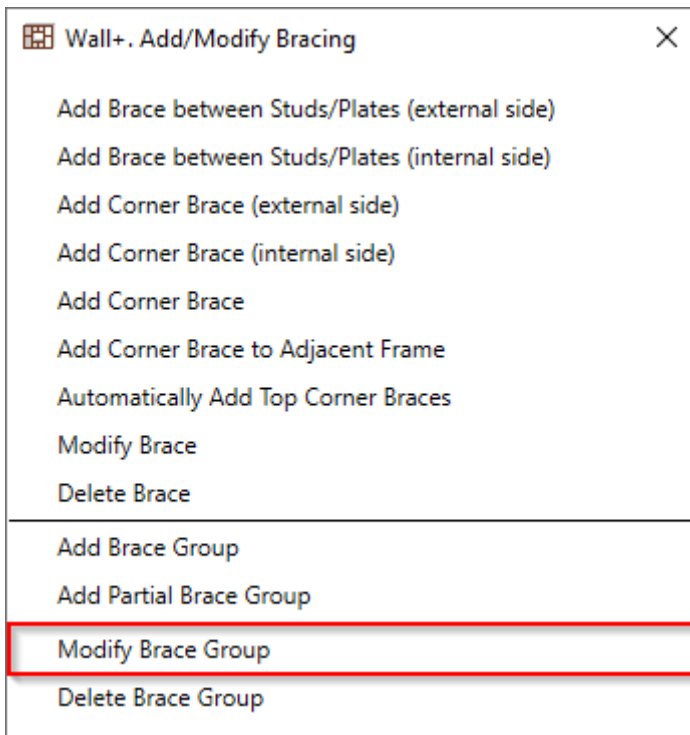 Wall+. Add/Modify Bracing
Add Brace between Studs/Plates (external side)
Add Brace between Studs/Plates (internal side)
Add Corner Brace (external side)
Add Corner Brace (internal side)
Add Corner Brace
Add Corner Brace to Adjacent Frame
Automatically Add Top Corner Braces
Modify Brace
Delete Brace
Add Brace Group
Add Partial Brace Group
Modify Brace Group
Delete Brace Group